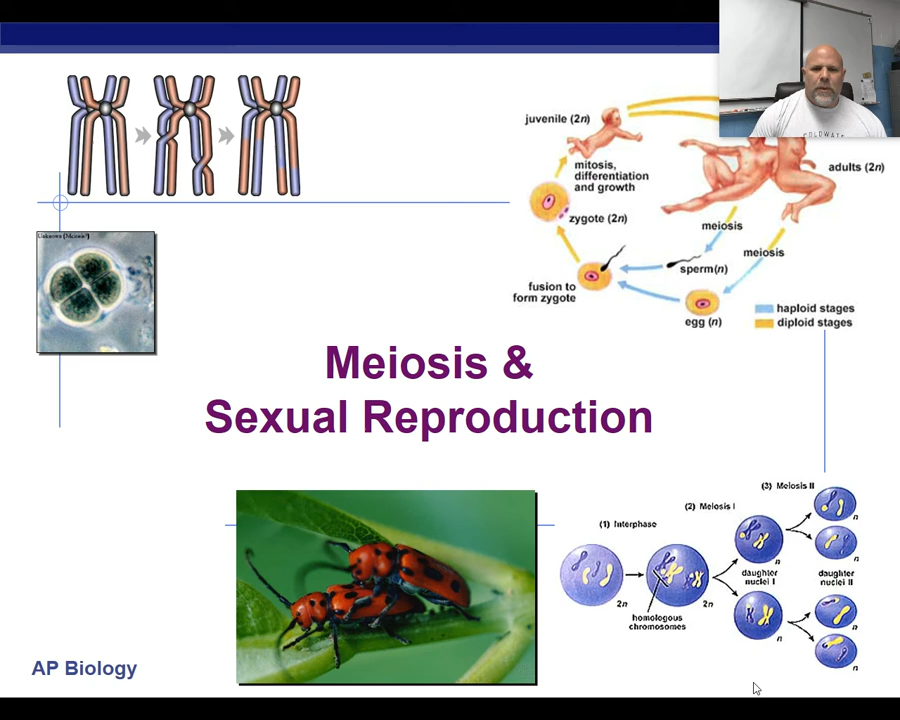 COLDWATER
juvenile (2n)
adults (2n)
mitosis,
differentiation
and growth
zygote (2n)
meiosis
meiosis
sperm(n)
fusion to
form zygote
egg (n)
haploid stages
diploid stages
Meiosis &
Sexual Reproduction
(3) Meiosis II
(2) Meiosis I
(1) Interphase
n
n
daughter
nuclei I
daughter
nuclei II
2n
2n
homologous
chromosomes
n
n
n
n
AP Biology